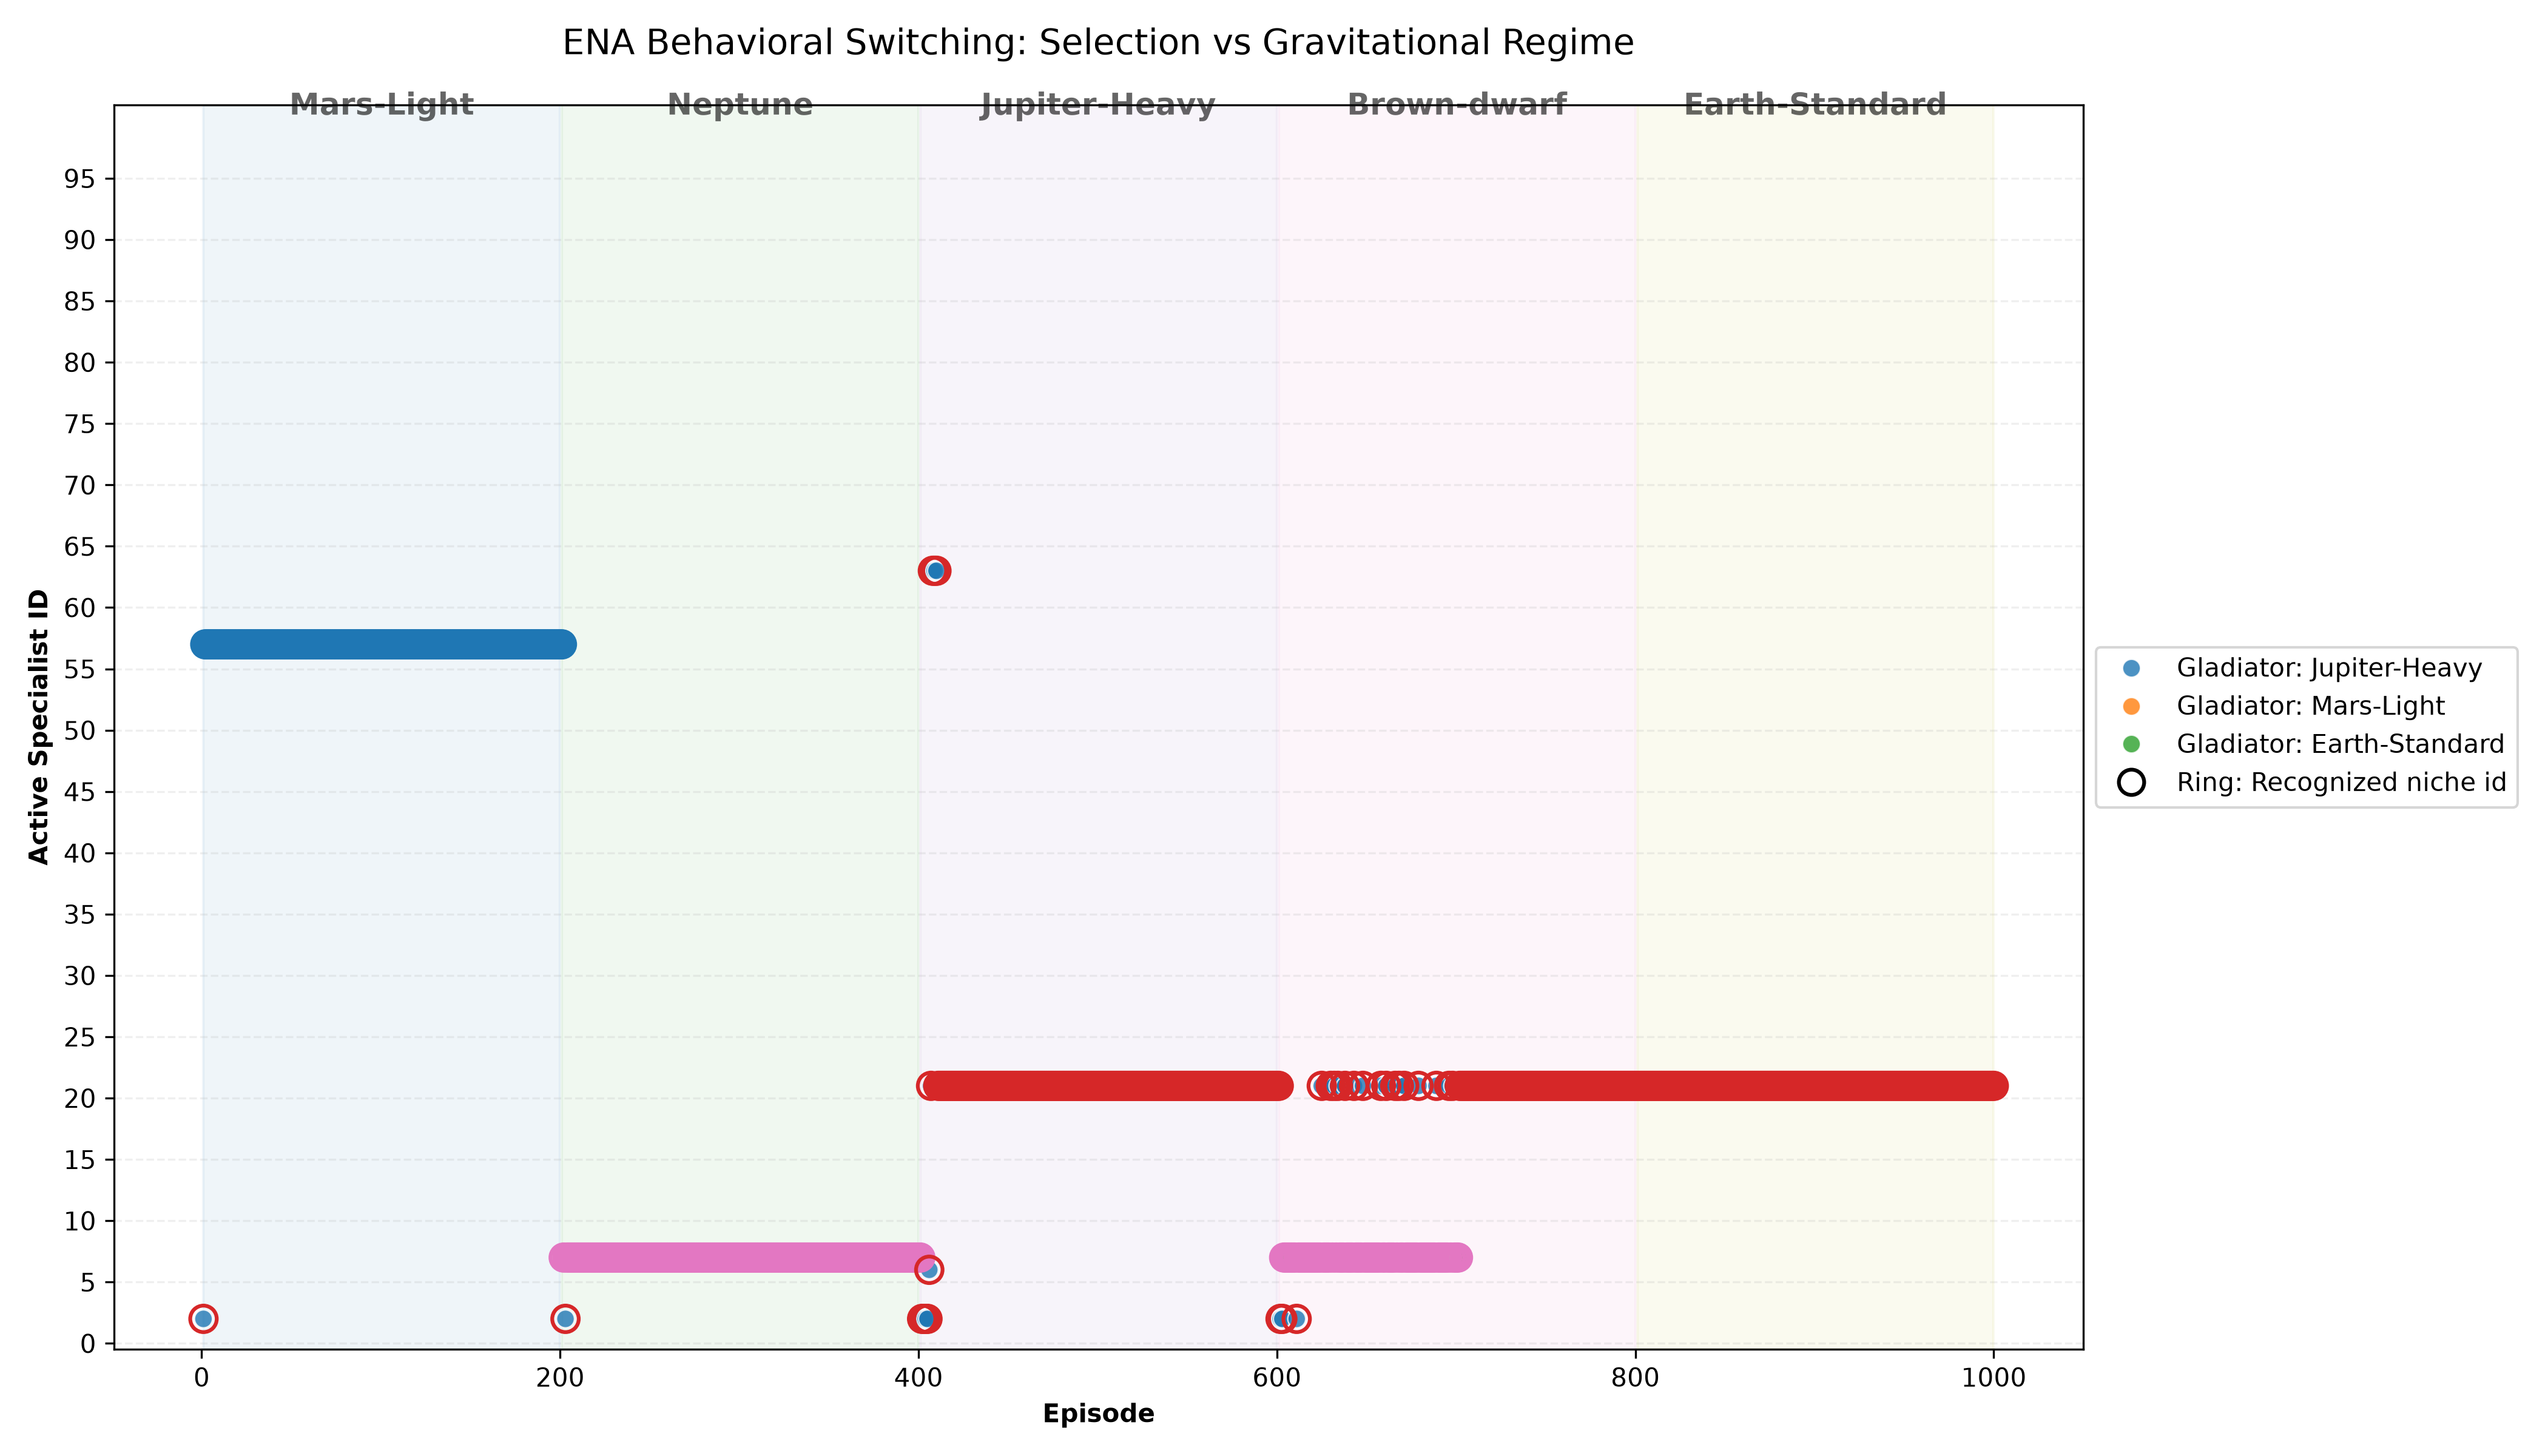 ENA Behavioral Switching: Selection vs Gravitational Regime
Mars-Light Neptune Jupiter-Heavy Brown-dwarf Earth-Standard
95
90
85
80
75
70
65
60
55
50
45
40
35
30
25
20
15
10
5
0
Active Specialist ID
0 200 400 600 800 1000
Episode
Gladiator: Jupiter-Heavy
Gladiator: Mars-Light
Gladiator: Earth-Standard
Ring: Recognized niche id